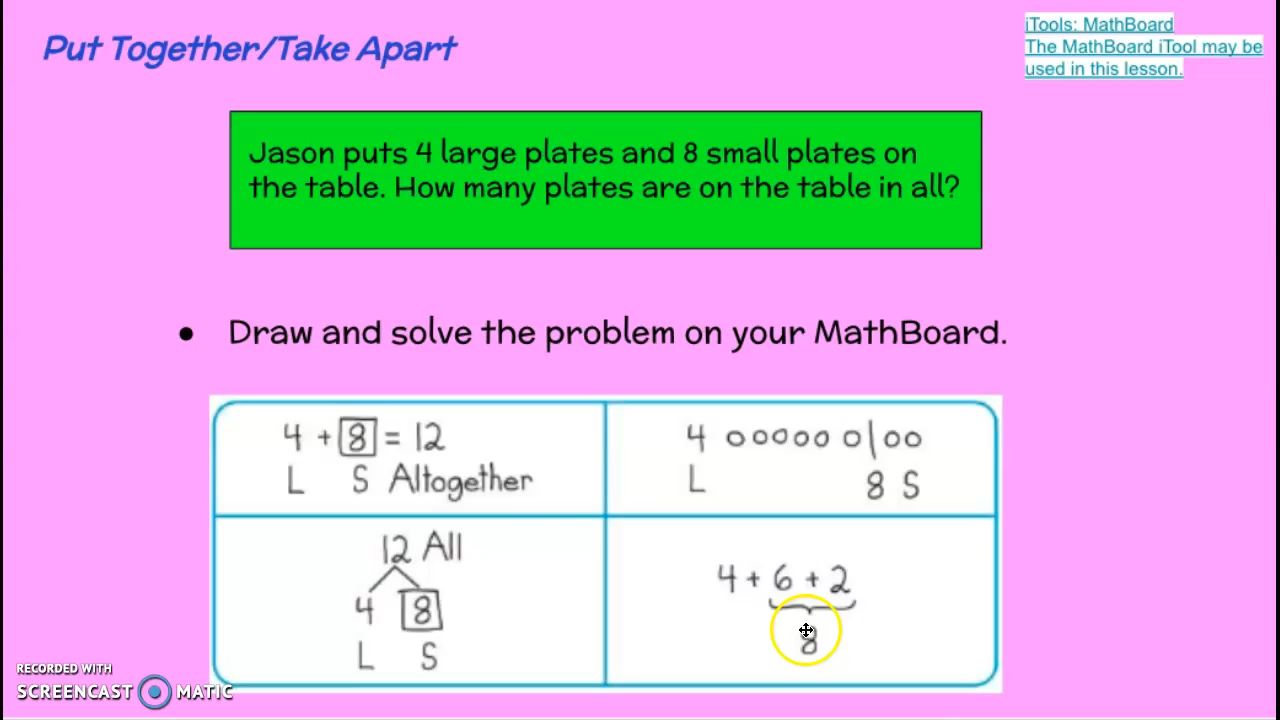 Put Together/Take Apart
iTools: MathBoard
The MathBoard iTool may be
used in this lesson.
Jason puts 4 large plates and 8 small plates on
the table. How many plates are on the table in all?
● Draw and solve the problem on your MathBoard.
4 + 8 = 12
L S Altogether
4 ooooo o|oo
L 8 S
12 All
4 8
L S
4 + 6 + 2
8
RECORDED WITH
SCREENCAST MATIC